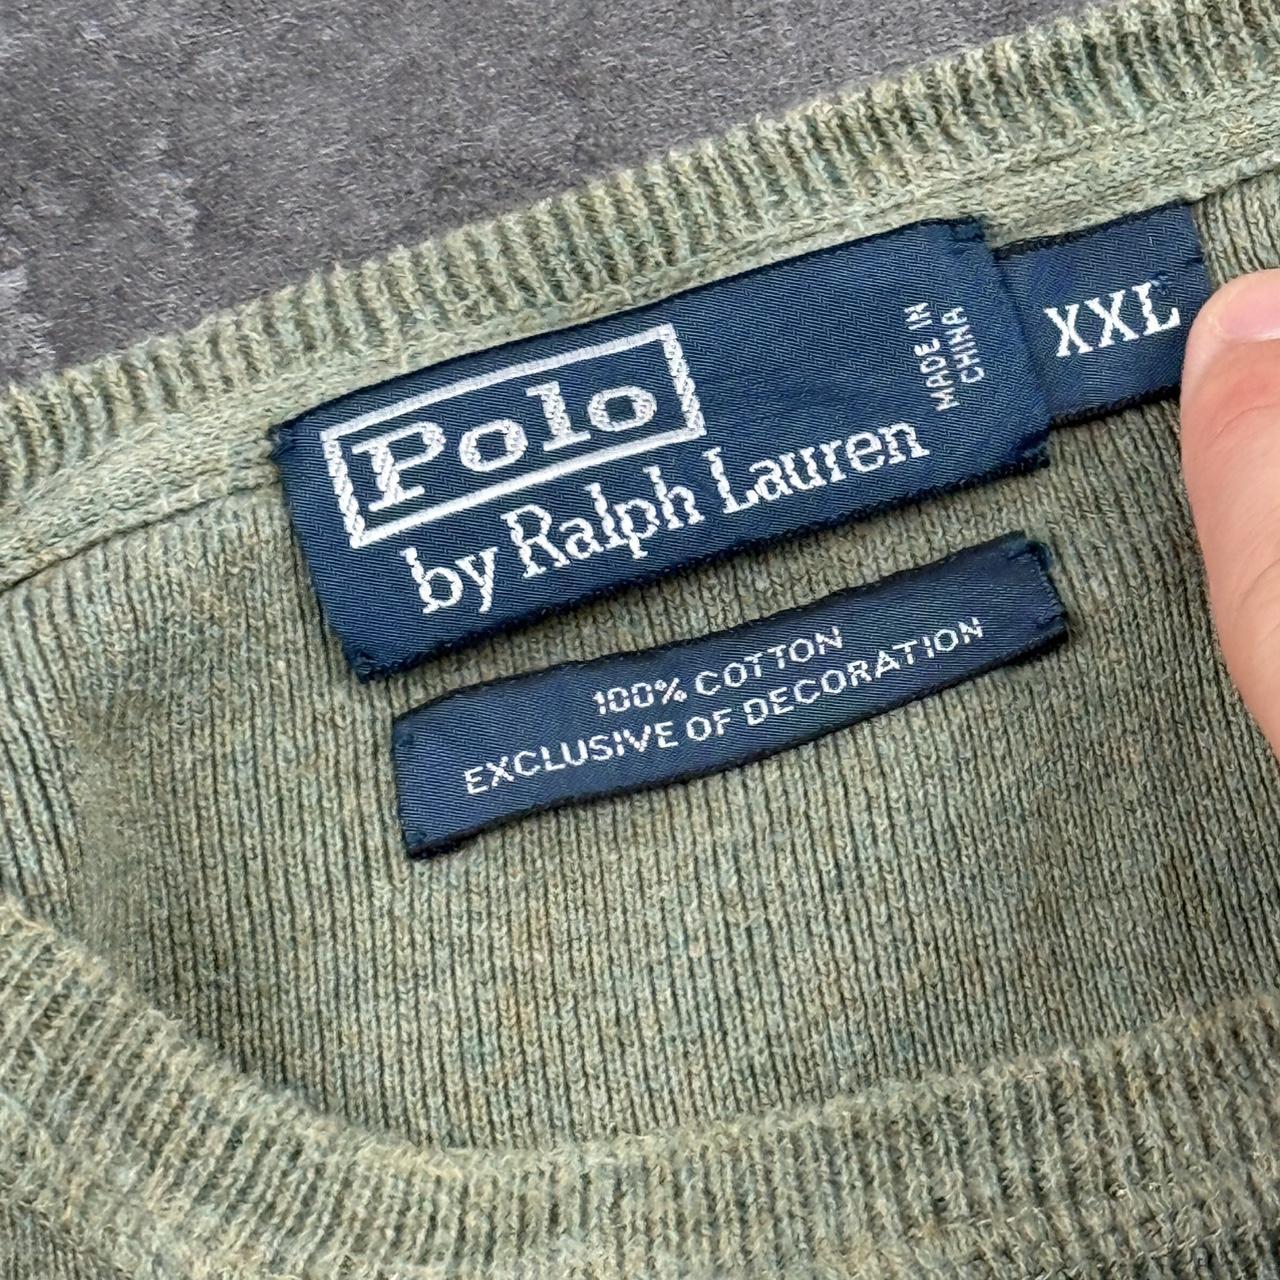 Polo
by Ralph Lauren
MADE IN
CHINA
XXL
100% COTTON
EXCLUSIVE OF DECORATION